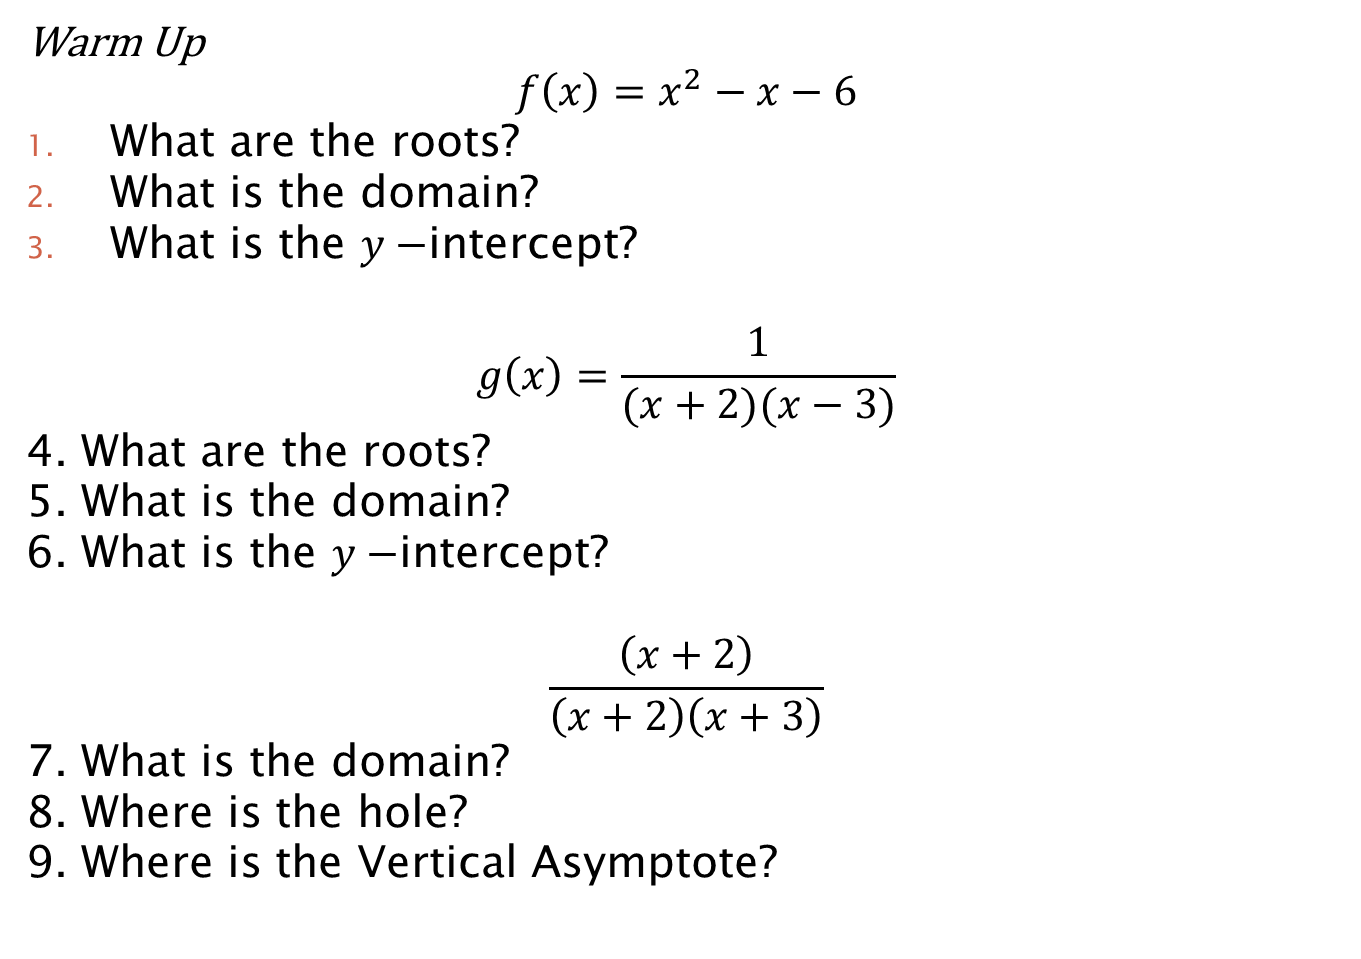 Warm Up
f(x) = x² − x − 6
1. What are the roots?
2. What is the domain?
3. What is the y −intercept?
g(x) = 1 / ((x + 2)(x − 3))
4. What are the roots?
5. What is the domain?
6. What is the y −intercept?
(x + 2) / ((x + 2)(x + 3))
7. What is the domain?
8. Where is the hole?
9. Where is the Vertical Asymptote?